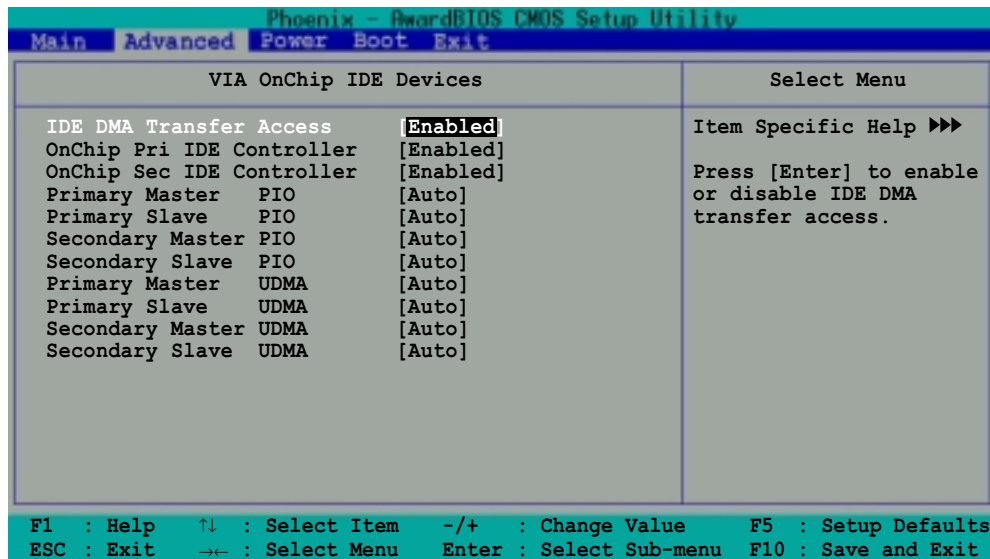 Phoenix - AwardBIOS CMOS Setup Utility
Main Advanced Power Boot Exit
VIA OnChip IDE Devices Select Menu
IDE DMA Transfer Access [Enabled]
OnChip Pri IDE Controller [Enabled]
OnChip Sec IDE Controller [Enabled]
Primary Master PIO [Auto]
Primary Slave PIO [Auto]
Secondary Master PIO [Auto]
Secondary Slave PIO [Auto]
Primary Master UDMA [Auto]
Primary Slave UDMA [Auto]
Secondary Master UDMA [Auto]
Secondary Slave UDMA [Auto]
Item Specific Help ▶▶▶
Press [Enter] to enable
or disable IDE DMA
transfer access.
F1 : Help ↑↓ : Select Item -/+ : Change Value F5 : Setup Defaults
ESC : Exit →← : Select Menu Enter : Select Sub-menu F10 : Save and Exit